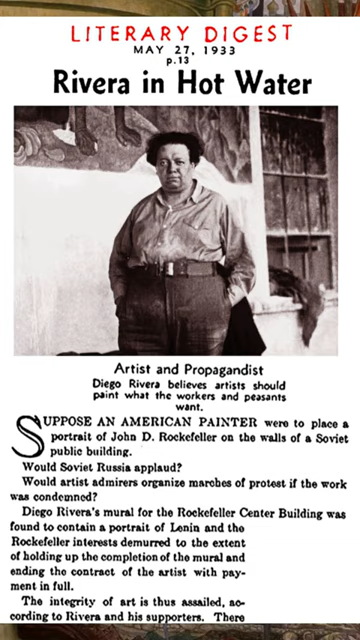 LITERARY DIGEST
MAY 27, 1933
p.13
Rivera in Hot Water
Artist and Propagandist
Diego Rivera believes artists should
paint what the workers and peasants
want.
SUPPOSE AN AMERICAN PAINTER were to place a
portrait of John D. Rockefeller on the walls of a Soviet
public building.
Would Soviet Russia applaud?
Would artist admirers organize marches of protest if the work
was condemned?
Diego Rivera's mural for the Rockefeller Center Building was
found to contain a portrait of Lenin and the
Rockefeller interests demurred to the extent
of holding up the completion of the mural and
ending the contract of the artist with pay-
ment in full.
The integrity of art is thus assailed, ac-
cording to Rivera and his supporters. There